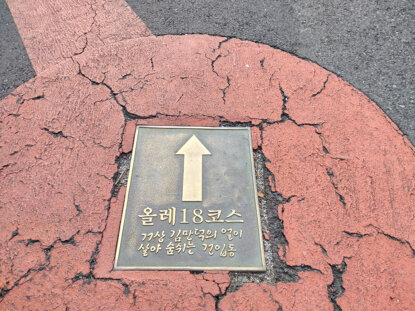 올레18코스
거상 김만덕의 얼이
살아 숨쉬는 건입동